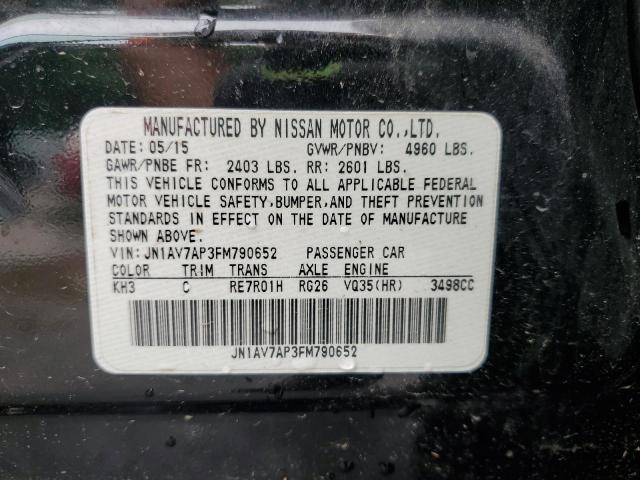 MANUFACTURED BY NISSAN MOTOR CO.,LTD.
DATE: 05/15 GVWR/PNBV: 4960 LBS.
GAWR/PNBE FR: 2403 LBS. RR: 2601 LBS.
THIS VEHICLE CONFORMS TO ALL APPLICABLE FEDERAL
MOTOR VEHICLE SAFETY,BUMPER,AND THEFT PREVENTION
STANDARDS IN EFFECT ON THE DATE OF MANUFACTURE
SHOWN ABOVE.
VIN: JN1AV7AP3FM790652 PASSENGER CAR
COLOR TRIM TRANS AXLE ENGINE
KH3 C RE7R01H RG26 VQ35(HR) 3498CC
JN1AV7AP3FM790652